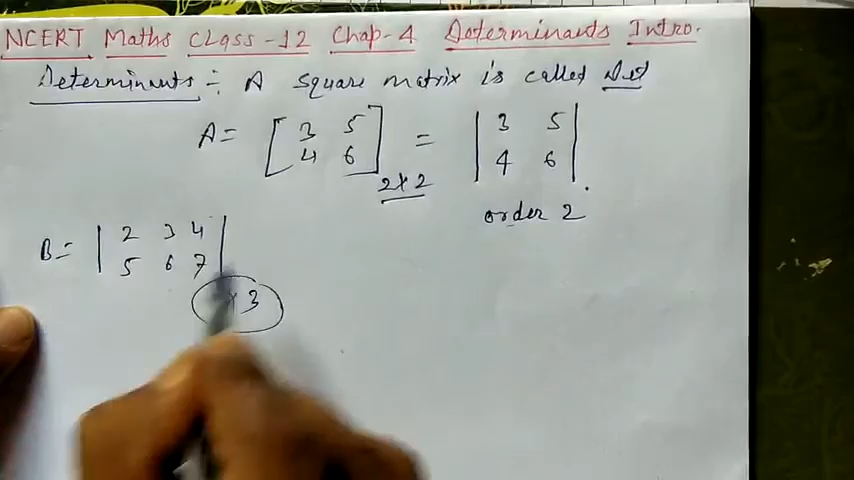 NCERT Maths Class-12 Chap-4 Determinants Intro.
Determinants ÷ A square matrix is called Det
A = [ 3 5 = | 3 5 |
4 6 ] 2×2 | 4 6 | .
order 2
B = | 2 3 4 |
5 6 7
× 3